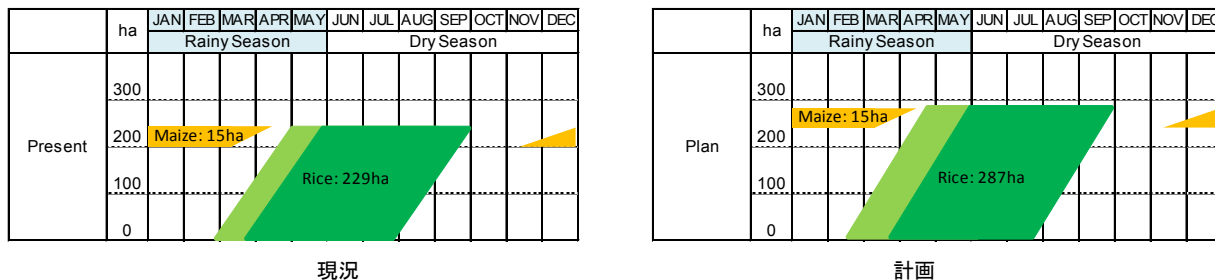 ha JAN FEB MAR APR MAY JUN JUL AUG SEP OCT NOV DEC
Rainy Season Dry Season
300
Maize: 15ha
200
Present
Rice: 229ha
100
0
現況
ha JAN FEB MAR APR MAY JUN JUL AUG SEP OCT NOV DEC
Rainy Season Dry Season
300
Maize: 15ha
200
Plan
Rice: 287ha
100
0
計画